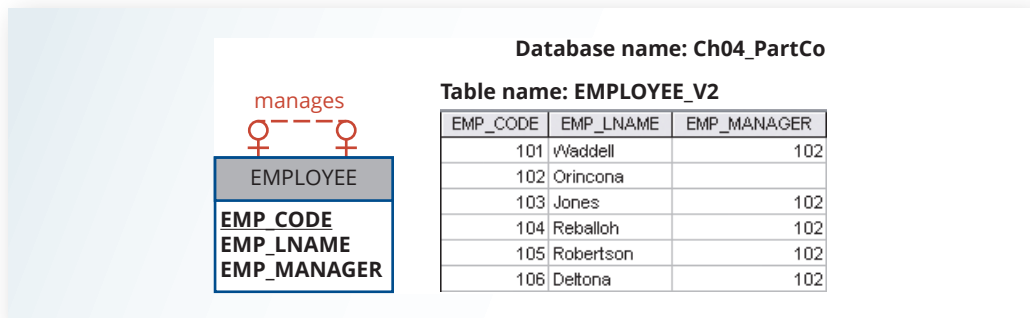 Database name: Ch04_PartCo
manages
EMPLOYEE
EMP_CODE
EMP_LNAME
EMP_MANAGER
Table name: EMPLOYEE_V2
EMP_CODE EMP_LNAME EMP_MANAGER
101 Waddell 102
102 Orincona
103 Jones 102
104 Reballoh 102
105 Robertson 102
106 Deltona 102